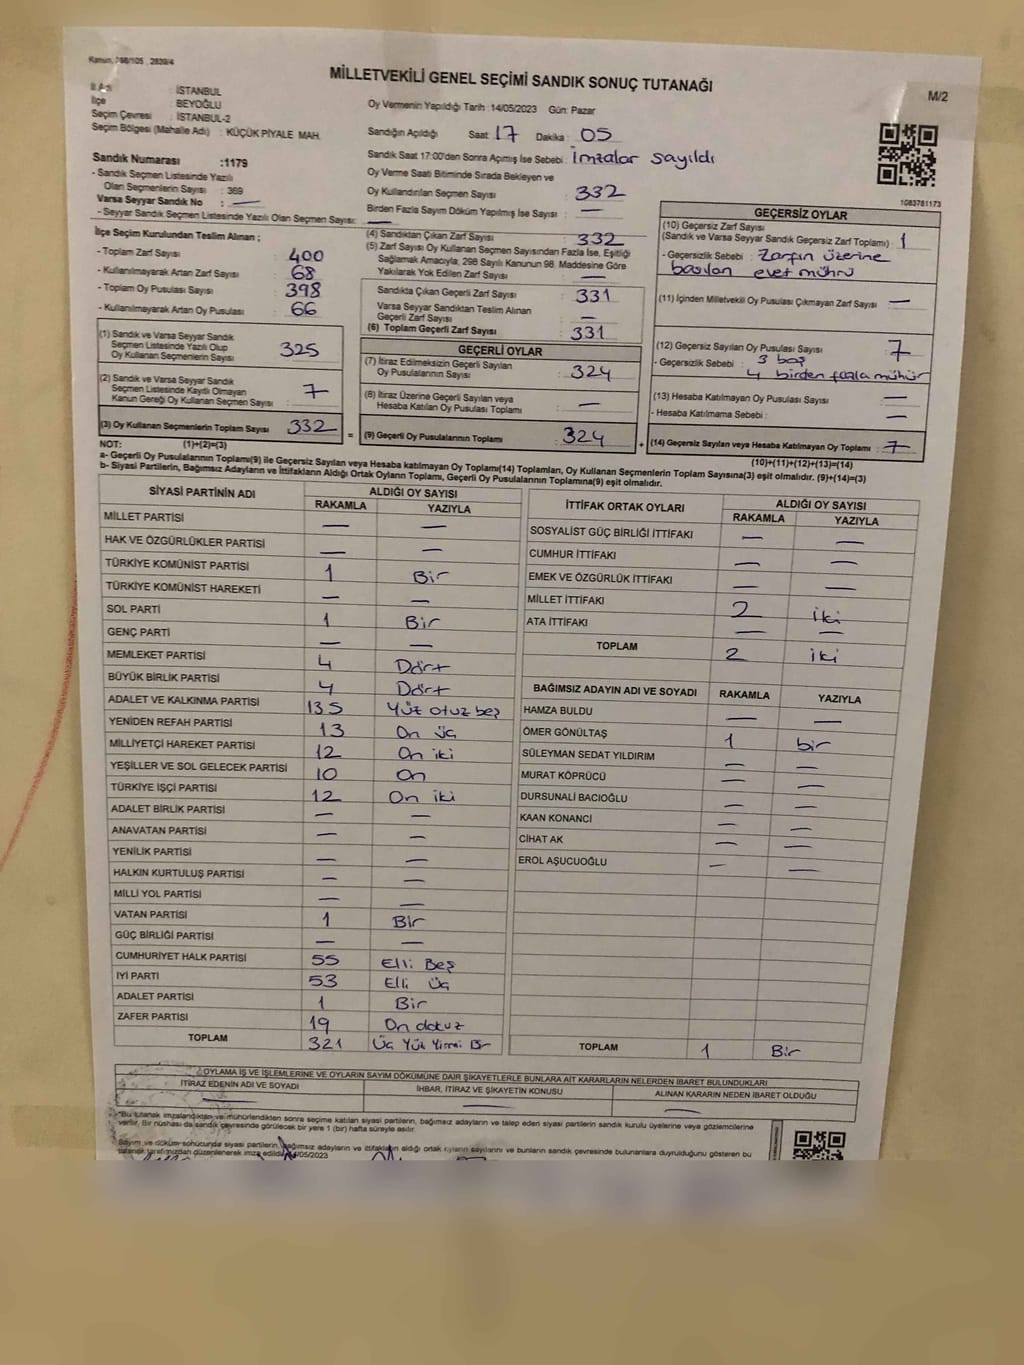 Kanun, 298/105 , 2839/4
MİLLETVEKİLİ GENEL SEÇİMİ SANDIK SONUÇ TUTANAĞI
M/2
İl Adı : İSTANBUL
İlçe : BEYOĞLU
Seçim Çevresi : İSTANBUL-2
Seçim Bölgesi (Mahalle Adı) : KÜÇÜK PİYALE MAH.
Sandık Numarası :1179
- Sandık Seçmen Listesinde Yazılı
Olan Seçmenlerin Sayısı : 369
Varsa Seyyar Sandık No : —
- Seyyar Sandık Seçmen Listesinde Yazılı Olan Seçmen Sayısı: —
Oy Vermenin Yapıldığı Tarih :14/05/2023 Gün: Pazar
Sandığın Açıldığı Saat 17 Dakika : 05
Sandık Saat 17:00'den Sonra Açımış İse Sebebi : İmzalar sayıldı
Oy Verme Saati Bitiminde Sırada Bekleyen ve
Oy Kullandırılan Seçmen Sayısı : 332
Birden Fazla Sayım Döküm Yapılmış İse Sayısı : —
1083781173
İlçe Seçim Kurulundan Teslim Alınan ;
- Toplam Zarf Sayısı : 400
- Kullanılmayarak Artan Zarf Sayısı : 68
- Toplam Oy Pusulası Sayısı : 398
- Kullanılmayarak Artan Oy Pusulası : 66
(4) Sandıktan Çıkan Zarf Sayısı : 332
(5) Zarf Sayısı Oy Kullanan Seçmen Sayısından Fazla İse, Eşitliği
Sağlamak Amacıyla, 298 Sayılı Kanunun 98. Maddesine Göre
Yakılarak Yok Edilen Zarf Sayısı : —
Sandıkta Çıkan Geçerli Zarf Sayısı : 331
Varsa Seyyar Sandıktan Teslim Alınan
Geçerli Zarf Sayısı : —
(6) Toplam Geçerli Zarf Sayısı : 331
GEÇERSİZ OYLAR
(10) Geçersiz Zarf Sayısı
(Sandık ve Varsa Seyyar Sandık Geçersiz Zarf Toplamı) : 1
- Geçersizlik Sebebi : Zarfın üzerine
basılan evet mührü
(11) İçinden Milletvekili Oy Pusulası Çıkmayan Zarf Sayısı : —
(12) Geçersiz Sayılan Oy Pusulası Sayısı : 7
- Geçersizlik Sebebi : 3 boş
4 birden fazla mühür
(13) Hesaba Katılmayan Oy Pusulası Sayısı : —
- Hesaba Katılmama Sebebi : —
(14) Geçersiz Sayılan veya Hesaba Katılmayan Oy Toplamı : 7
(10)+(11)+(12)+(13)=(14)
(1) Sandık ve Varsa Seyyar Sandık
Seçmen Listesinde Yazılı Olup
Oy Kullanan Seçmenlerin Sayısı : 325
(2) Sandık ve Varsa Seyyar Sandık
Seçmen Listesinde Kayıtlı Olmayan
Kanun Gereği Oy Kullanan Seçmen Sayısı : 7
(3) Oy Kullanan Seçmenlerin Toplam Sayısı : 332
GEÇERLİ OYLAR
(7) İtiraz Edilmeksizin Geçerli Sayılan
Oy Pusulalarının Sayısı : 324
(8) İtiraz Üzerine Geçerli Sayılan veya
Hesaba Katılan Oy Pusulası Toplamı : —
= (9) Geçerli Oy Pusulalarının Toplamı : 324 +
NOT: (1)+(2)=(3)
a- Geçerli Oy Pusulalarının Toplamı(9) ile Geçersiz Sayılan veya Hesaba katılmayan Oy Toplamı(14) Toplamları, Oy Kullanan Seçmenlerin Toplam Sayısına(3) eşit olmalıdır. (9)+(14)=(3)
b- Siyasi Partilerin, Bağımsız Adayların ve İttifakların Aldığı Ortak Oyların Toplamı, Geçerli Oy Pusulalarının Toplamına(9) eşit olmalıdır.
SİYASİ PARTİNİN ADI ALDIĞI OY SAYISI
RAKAMLA YAZIYLA
MİLLET PARTİSİ — —
HAK VE ÖZGÜRLÜKLER PARTİSİ — —
TÜRKİYE KOMÜNİST PARTİSİ 1 Bir
TÜRKİYE KOMÜNİST HAREKETİ — —
SOL PARTİ 1 Bir
GENÇ PARTİ — —
MEMLEKET PARTİSİ 4 Dört
BÜYÜK BİRLİK PARTİSİ 4 Dört
ADALET VE KALKINMA PARTİSİ 135 Yüz otuz beş
YENİDEN REFAH PARTİSİ 13 On üç
MİLLİYETÇİ HAREKET PARTİSİ 12 On iki
YEŞİLLER VE SOL GELECEK PARTİSİ 10 On
TÜRKİYE İŞÇİ PARTİSİ 12 On iki
ADALET BİRLİK PARTİSİ — —
ANAVATAN PARTİSİ — —
YENİLİK PARTİSİ — —
HALKIN KURTULUŞ PARTİSİ — —
MİLLİ YOL PARTİSİ — —
VATAN PARTİSİ 1 Bir
GÜÇ BİRLİĞİ PARTİSİ — —
CUMHURİYET HALK PARTİSİ 55 Elli Beş
İYİ PARTİ 53 Elli üç
ADALET PARTİSİ 1 Bir
ZAFER PARTİSİ 19 On dokuz
TOPLAM 321 Üç Yüz Yirmi Bir
İTTİFAK ORTAK OYLARI ALDIĞI OY SAYISI
RAKAMLA YAZIYLA
SOSYALİST GÜÇ BİRLİĞİ İTTİFAKI — —
CUMHUR İTTİFAKI — —
EMEK VE ÖZGÜRLÜK İTTİFAKI — —
MİLLET İTTİFAKI 2 iki
ATA İTTİFAKI — —
TOPLAM 2 iki
BAĞIMSIZ ADAYIN ADI VE SOYADI RAKAMLA YAZIYLA
HAMZA BULDU — —
ÖMER GÖNÜLTAŞ 1 bir
SÜLEYMAN SEDAT YILDIRIM — —
MURAT KÖPRÜCÜ — —
DURSUNALİ BACIOĞLU — —
KAAN KONANCI — —
CİHAT AK — —
EROL AŞUCUOĞLU — —
TOPLAM 1 Bir
OYLAMA İŞ VE İŞLEMLERİNE VE OYLARIN SAYIM DÖKÜMÜNE DAİR ŞİKAYETLERLE BUNLARA AİT KARARLARIN NELERDEN İBARET BULUNDUKLARI
İTİRAZ EDENİN ADI VE SOYADI İHBAR, İTİRAZ VE ŞİKAYETİN KONUSU ALINAN KARARIN NEDEN İBARET OLDUĞU
— — —
*Bu tutanak imzalandıktan ve mühürlendikten sonra seçime katılan siyasi partilerin, bağımsız adayların ve talep eden siyasi partilerin sandık kurulu üyelerine veya gözlemcilerine
verilir. Bir nüshası da sandık çevresinde görülecek bir yere 1 (bir) hafta süreyle asılır.
Sayım ve döküm sonucunda siyasi partilerin, bağımsız adayların ve ittifakların aldığı ortak oyların sayılarını ve bunların sandık çevresinde bulunanlara duyrulduğunu gösteren bu
tutanak tarafımızdan düzenlenerek imza edildi. /05/2023